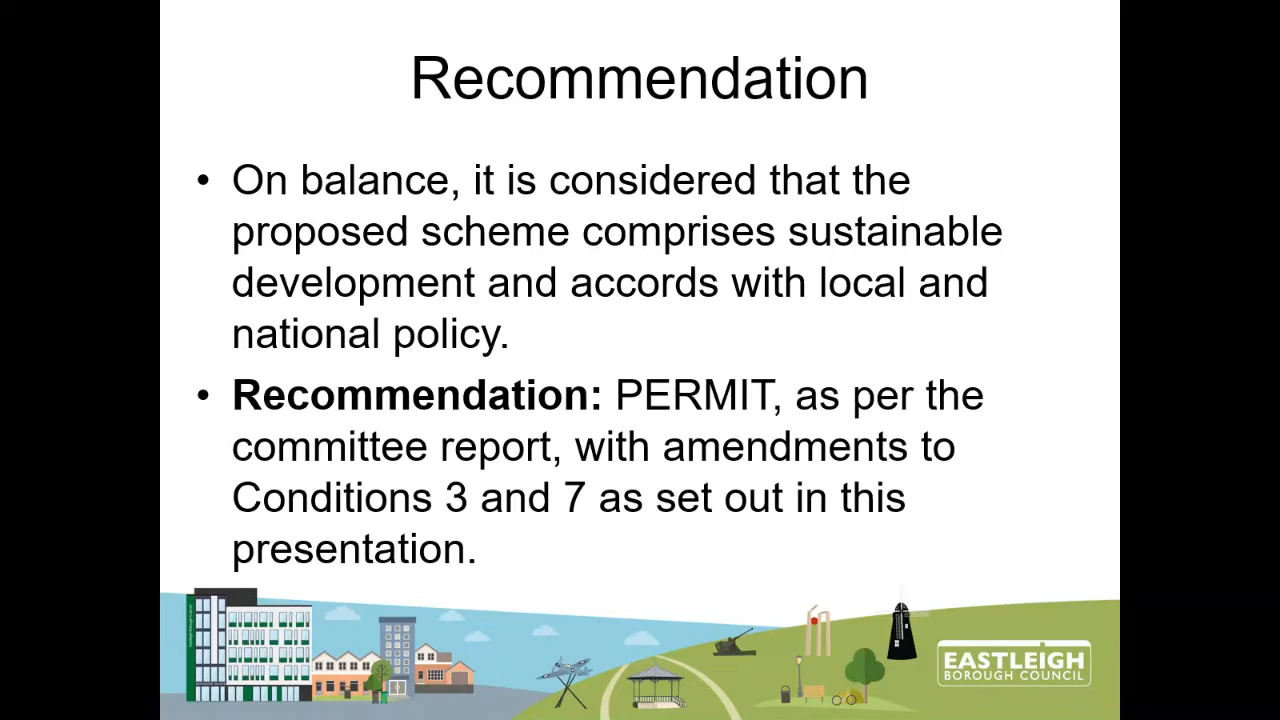 Recommendation
• On balance, it is considered that the
proposed scheme comprises sustainable
development and accords with local and
national policy.
• Recommendation: PERMIT, as per the
committee report, with amendments to
Conditions 3 and 7 as set out in this
presentation.
EASTLEIGH
BOROUGH COUNCIL